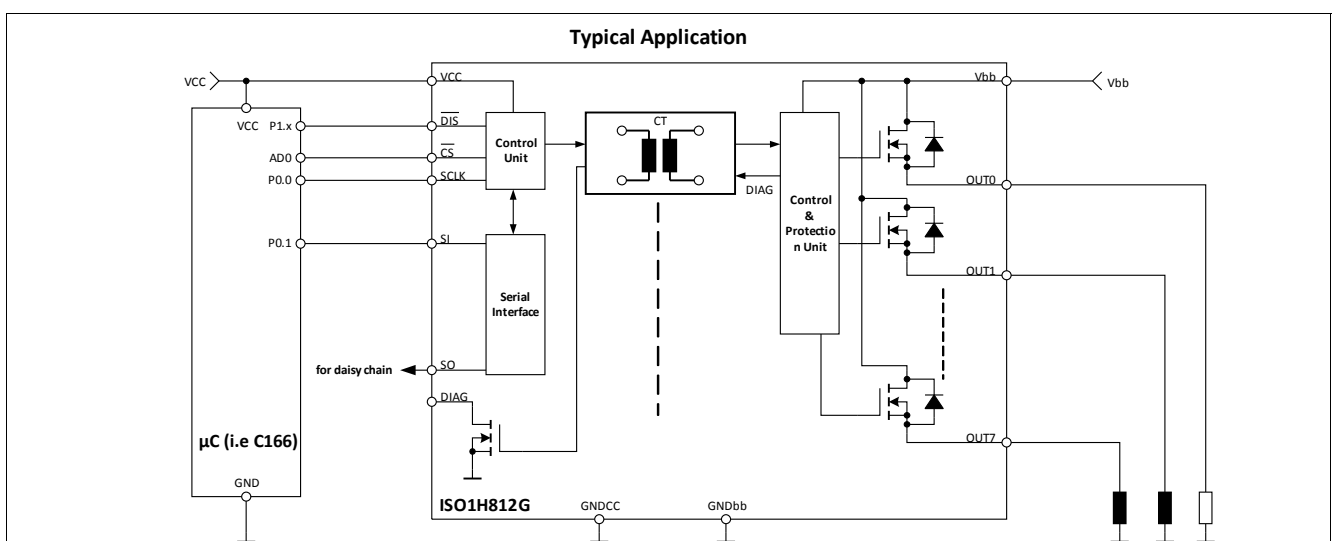 Typical Application
VCC
VCC
Vbb
Vbb
VCC P1.x
DIS
CT
Control
Unit
AD0
CS
P0.0
SCLK
DIAG
OUT0
Control
&
Protectio
n Unit
P0.1
SI
OUT1
Serial
Interface
for daisy chain
SO
DIAG
µC (i.e C166)
OUT7
GND
ISO1H812G
GNDCC
GNDbb